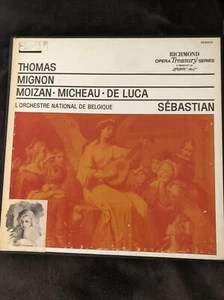 RICHMOND
OPERA Treasury SERIES
THOMAS
MIGNON
MOIZAN · MICHEAU · DE LUCA
L'ORCHESTRE NATIONAL DE BELGIQUE
SÉBASTIAN